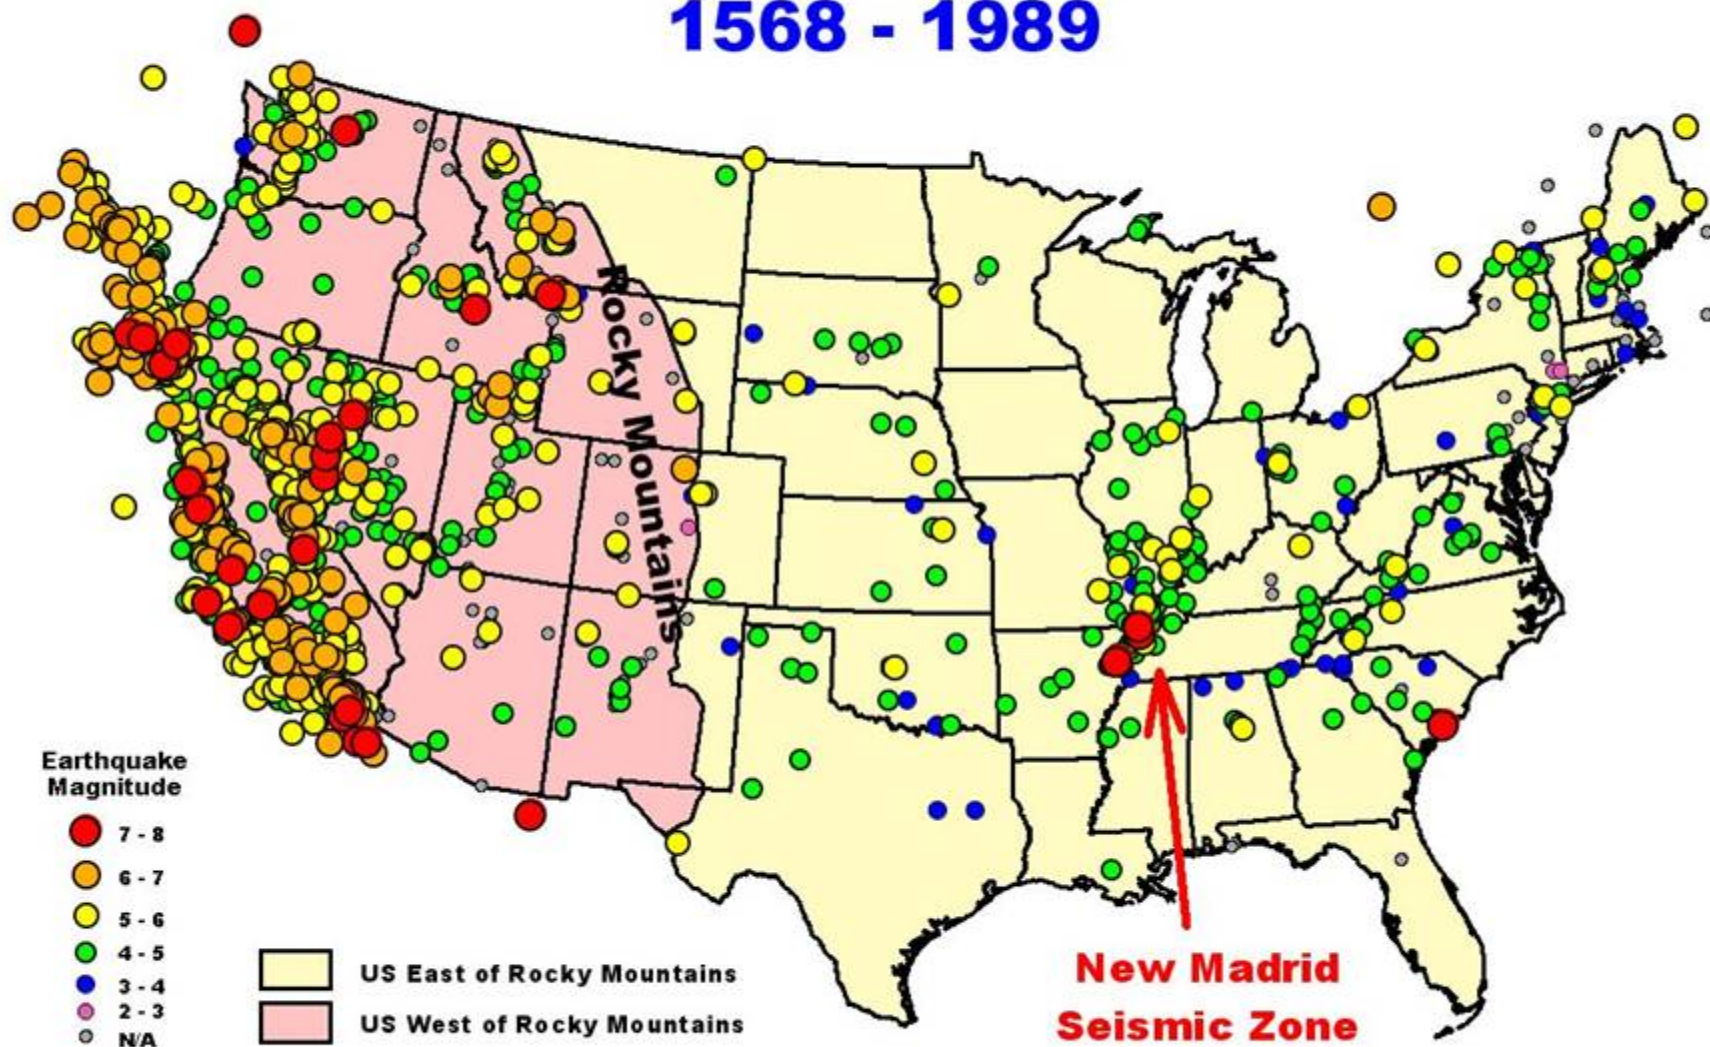 1568 - 1989
Rocky Mountains
Earthquake
Magnitude
7 - 8
6 - 7
5 - 6
4 - 5
3 - 4
2 - 3
N/A
US East of Rocky Mountains
US West of Rocky Mountains
New Madrid
Seismic Zone